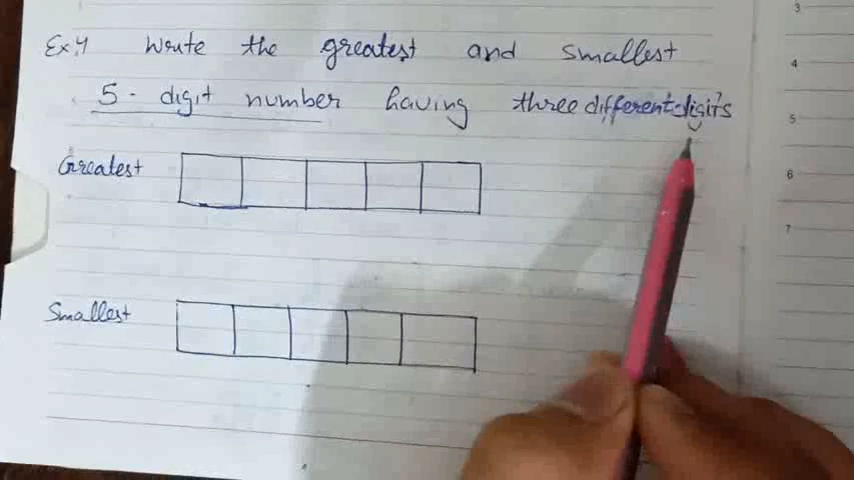 Ex:4 Write the greatest and smallest
5-digit number having three different digits
Greatest
Smallest
3
4
5
6
7